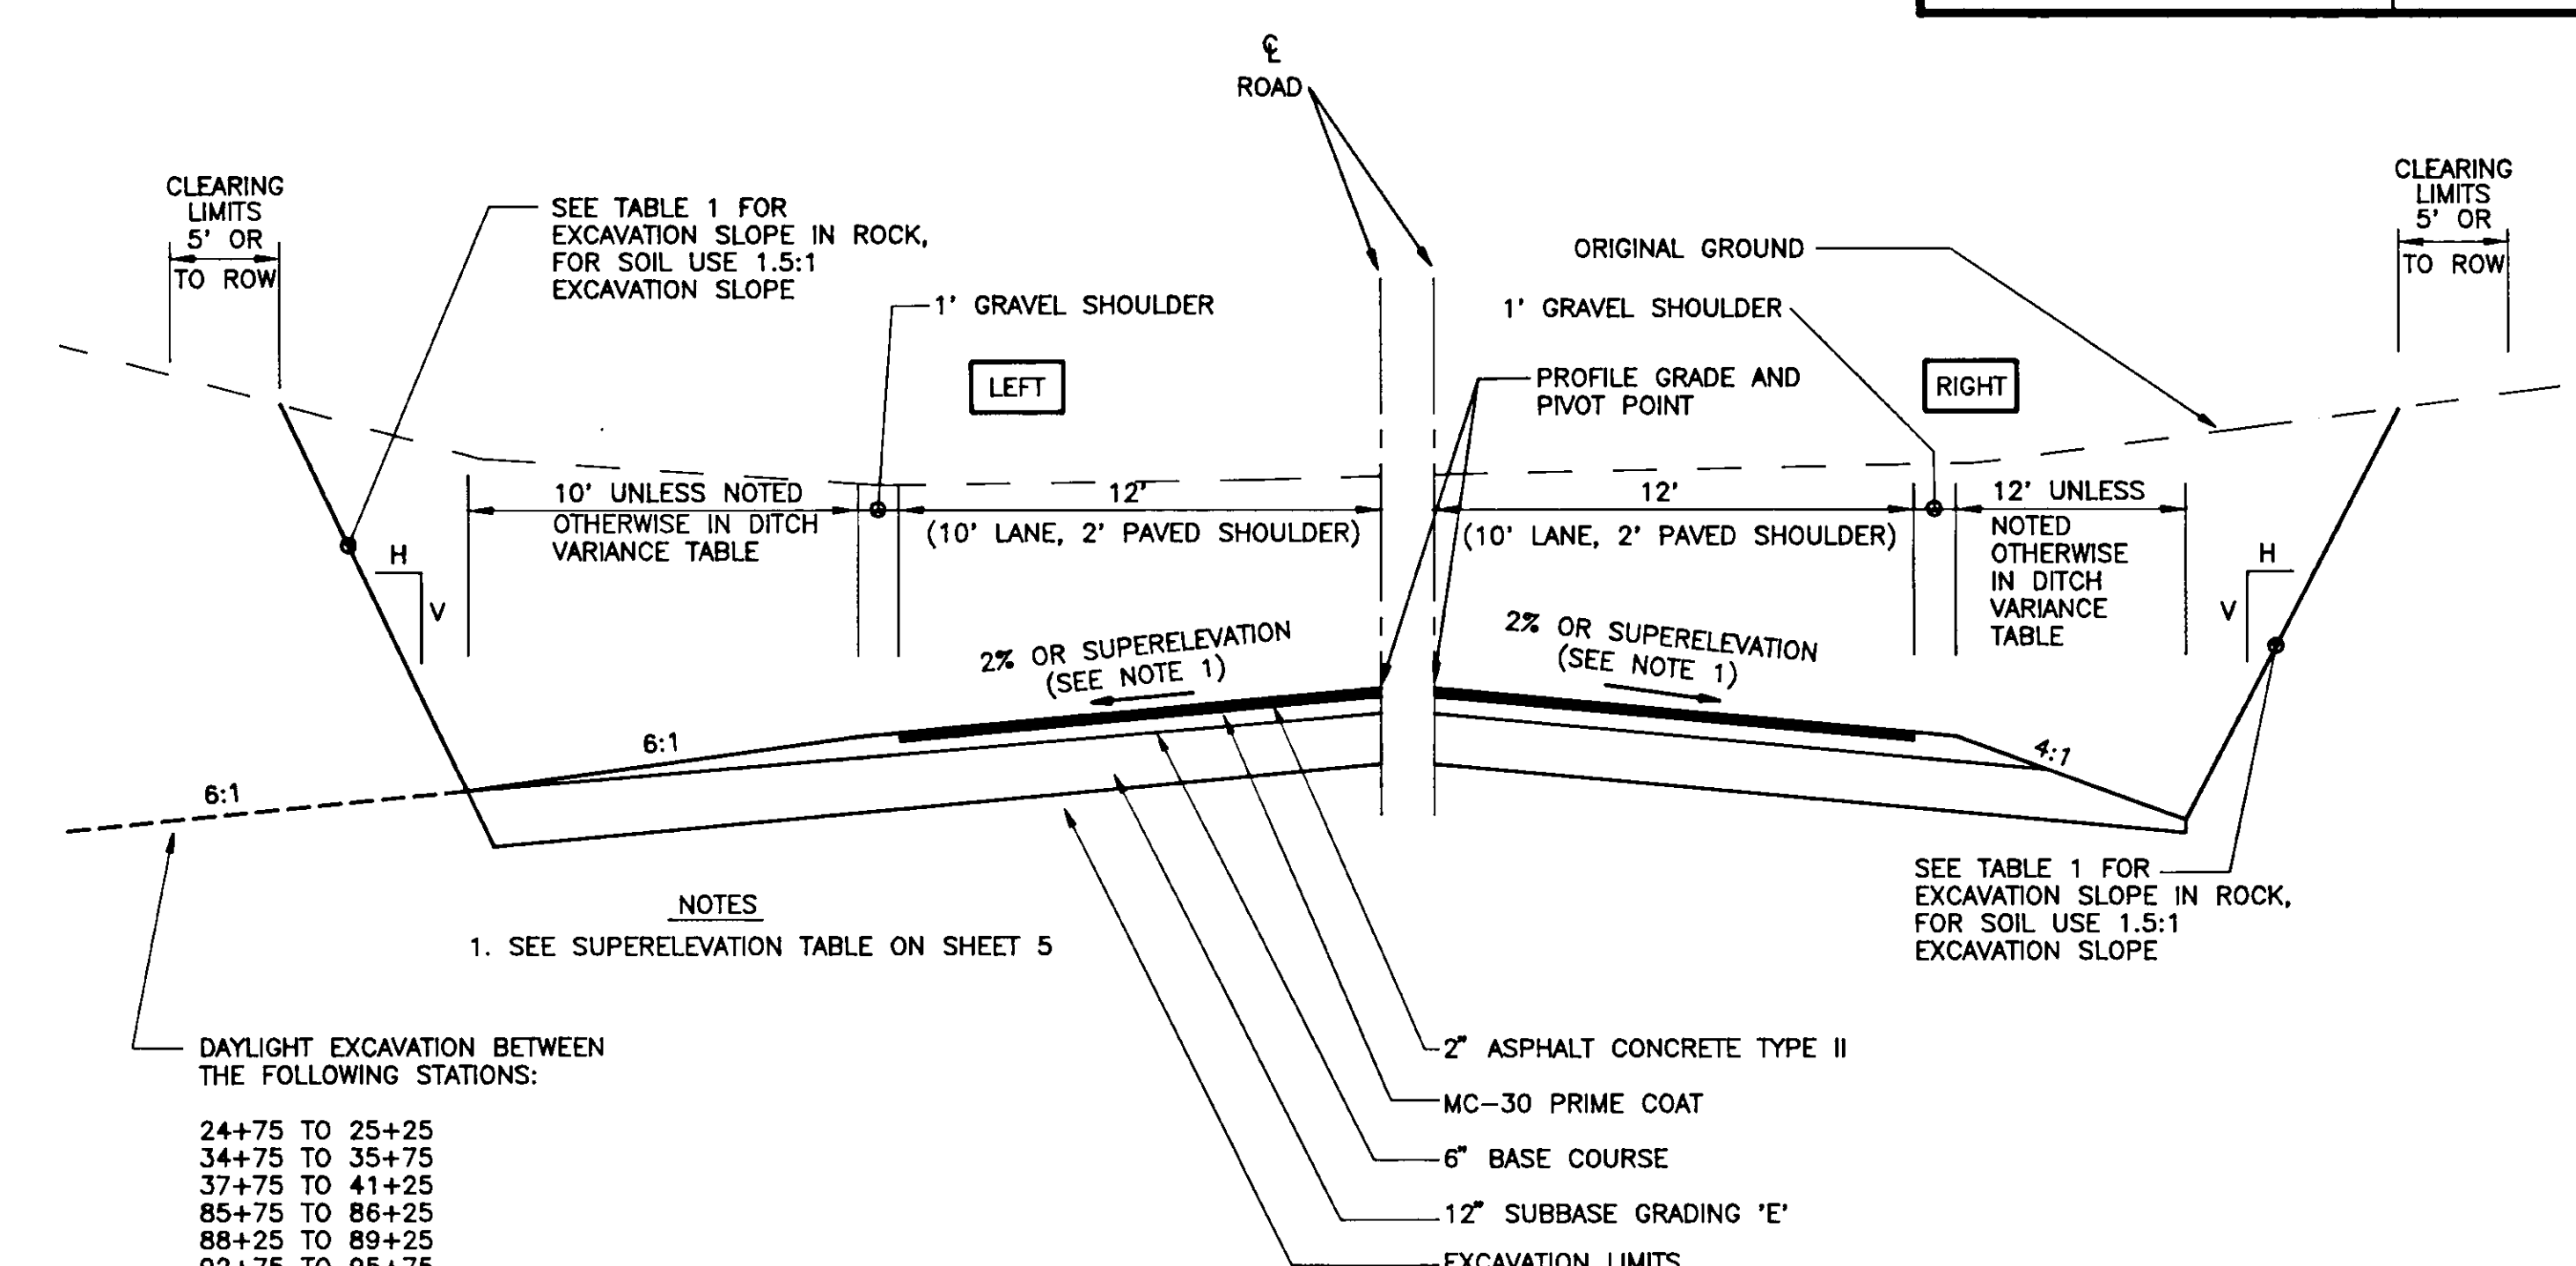 ℄
ROAD
CLEARING
LIMITS
5' OR
TO ROW
SEE TABLE 1 FOR
EXCAVATION SLOPE IN ROCK,
FOR SOIL USE 1.5:1
EXCAVATION SLOPE
1' GRAVEL SHOULDER
LEFT
ORIGINAL GROUND
1' GRAVEL SHOULDER
PROFILE GRADE AND
PIVOT POINT
RIGHT
CLEARING
LIMITS
5' OR
TO ROW
10' UNLESS NOTED
OTHERWISE IN DITCH
VARIANCE TABLE
12'
(10' LANE, 2' PAVED SHOULDER)
12'
(10' LANE, 2' PAVED SHOULDER)
12' UNLESS
NOTED
OTHERWISE
IN DITCH
VARIANCE
TABLE
H
V
H
V
2% OR SUPERELEVATION
(SEE NOTE 1)
2% OR SUPERELEVATION
(SEE NOTE 1)
6:1
6:1
4:1
SEE TABLE 1 FOR
EXCAVATION SLOPE IN ROCK,
FOR SOIL USE 1.5:1
EXCAVATION SLOPE
NOTES
1. SEE SUPERELEVATION TABLE ON SHEET 5
DAYLIGHT EXCAVATION BETWEEN
THE FOLLOWING STATIONS:
24+75 TO 25+25
34+75 TO 35+75
37+75 TO 41+25
85+75 TO 86+25
88+25 TO 89+25
92+75 TO 95+75
2" ASPHALT CONCRETE TYPE II
MC-30 PRIME COAT
6" BASE COURSE
12" SUBBASE GRADING 'E'
EXCAVATION LIMITS